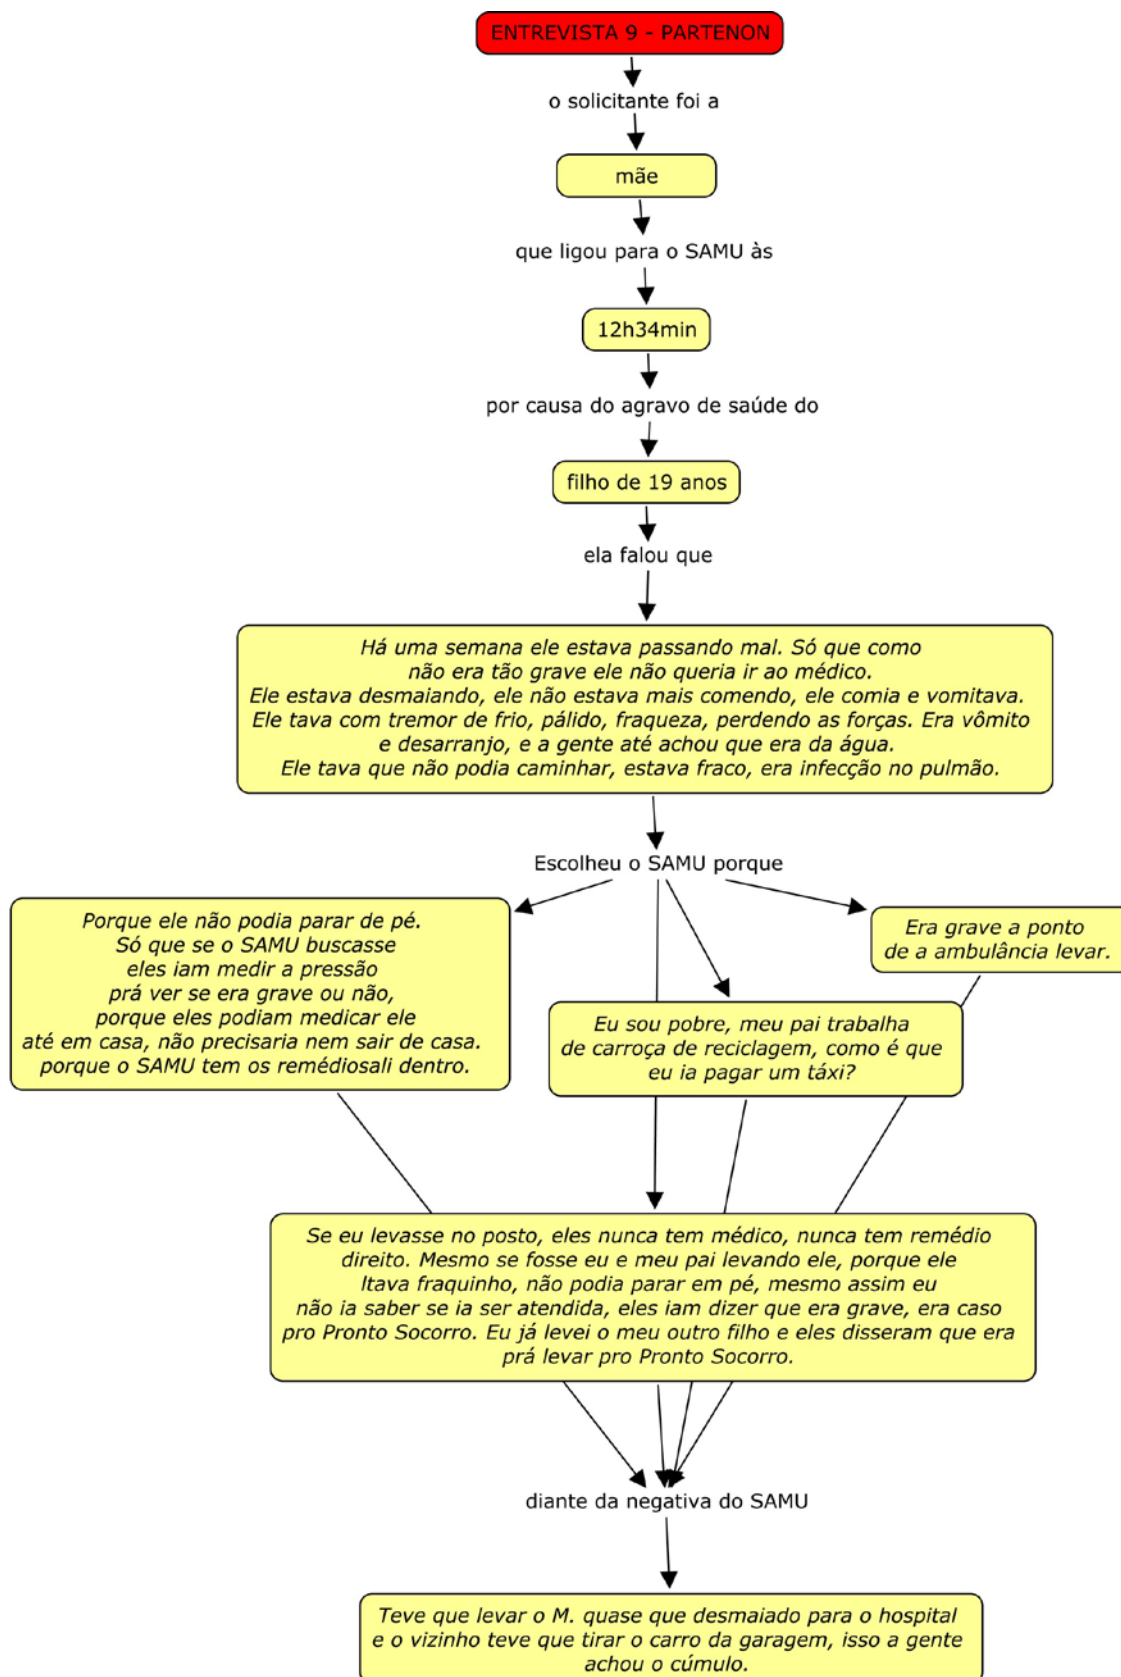 ENTREVISTA 9 - PARTENON
o solicitante foi a
mãe
que ligou para o SAMU às
12h34min
por causa do agravo de saúde do
filho de 19 anos
ela falou que
Há uma semana ele estava passando mal. Só que como
não era tão grave ele não queria ir ao médico.
Ele estava desmaiando, ele não estava mais comendo, ele comia e vomitava.
Ele tava com tremor de frio, pálido, fraqueza, perdendo as forças. Era vômito
e desarranjo, e a gente até achou que era da água.
Ele tava que não podia caminhar, estava fraco, era infecção no pulmão.
Escolheu o SAMU porque
Porque ele não podia parar de pé.
Só que se o SAMU buscasse
eles iam medir a pressão
prá ver se era grave ou não,
porque eles podiam medicar ele
até em casa, não precisaria nem sair de casa.
porque o SAMU tem os remédiosali dentro.
Era grave a ponto
de a ambulância levar.
Eu sou pobre, meu pai trabalha
de carroça de reciclagem, como é que
eu ia pagar um táxi?
Se eu levasse no posto, eles nunca tem médico, nunca tem remédio
direito. Mesmo se fosse eu e meu pai levando ele, porque ele
ltava fraquinho, não podia parar em pé, mesmo assim eu
não ia saber se ia ser atendida, eles iam dizer que era grave, era caso
pro Pronto Socorro. Eu já levei o meu outro filho e eles disseram que era
prá levar pro Pronto Socorro.
diante da negativa do SAMU
Teve que levar o M. quase que desmaiado para o hospital
e o vizinho teve que tirar o carro da garagem, isso a gente
achou o cúmulo.